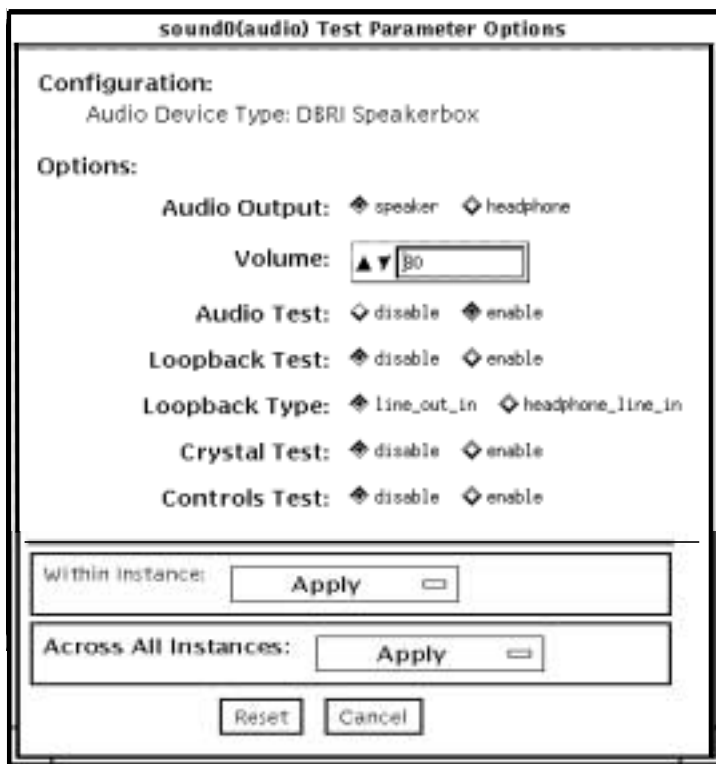 sound0(audio) Test Parameter Options
Configuration:
Audio Device Type: DBRI Speakerbox
Options:
Audio Output: speaker headphone
Volume: 80
Audio Test: disable enable
Loopback Test: disable enable
Loopback Type: line_out_in headphone_line_in
Crystal Test: disable enable
Controls Test: disable enable
Within Instance: Apply
Across All Instances: Apply
Reset Cancel